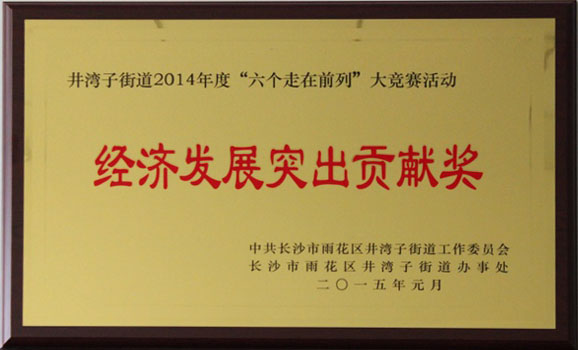 井湾子街道2014年度“六个走在前列”大竞赛活动
经济发展突出贡献奖
中共长沙市雨花区井湾子街道工作委员会
长沙市雨花区井湾子街道办事处
二〇一五年元月